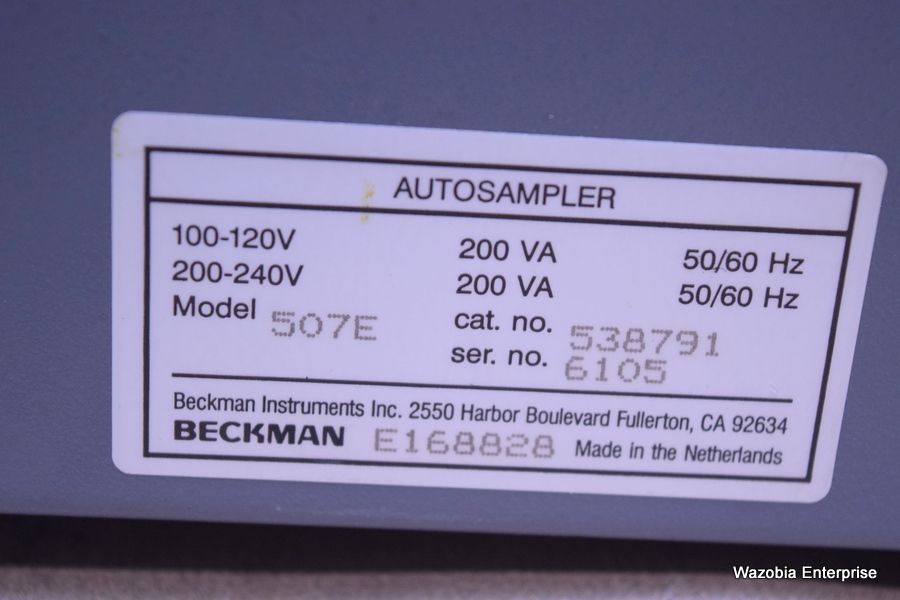 AUTOSAMPLER
100-120V 200 VA 50/60 Hz
200-240V 200 VA 50/60 Hz
Model 507E cat. no. 538791
ser. no. 6105
Beckman Instruments Inc. 2550 Harbor Boulevard Fullerton, CA 92634
BECKMAN E168828 Made in the Netherlands
Wazobia Enterprise